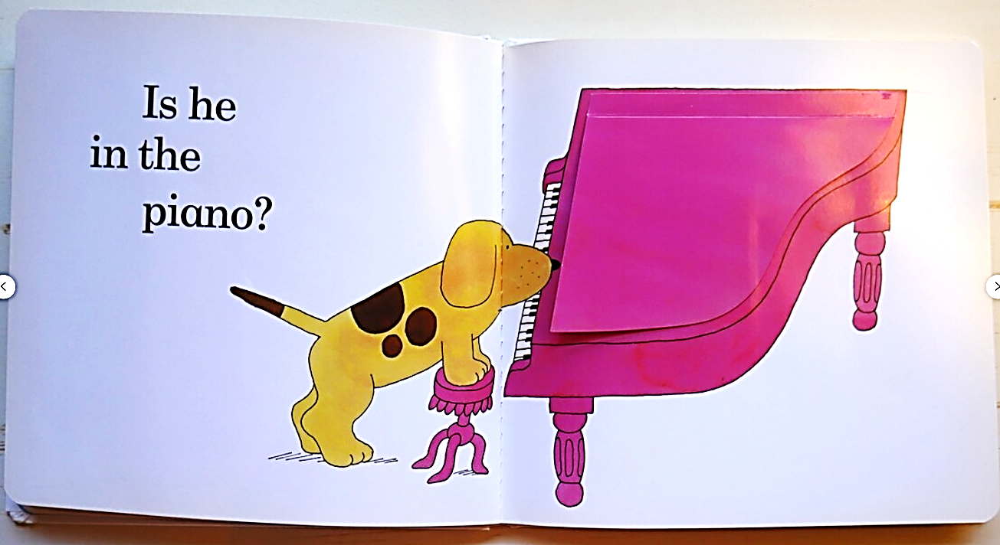 Is he
in the
piano?